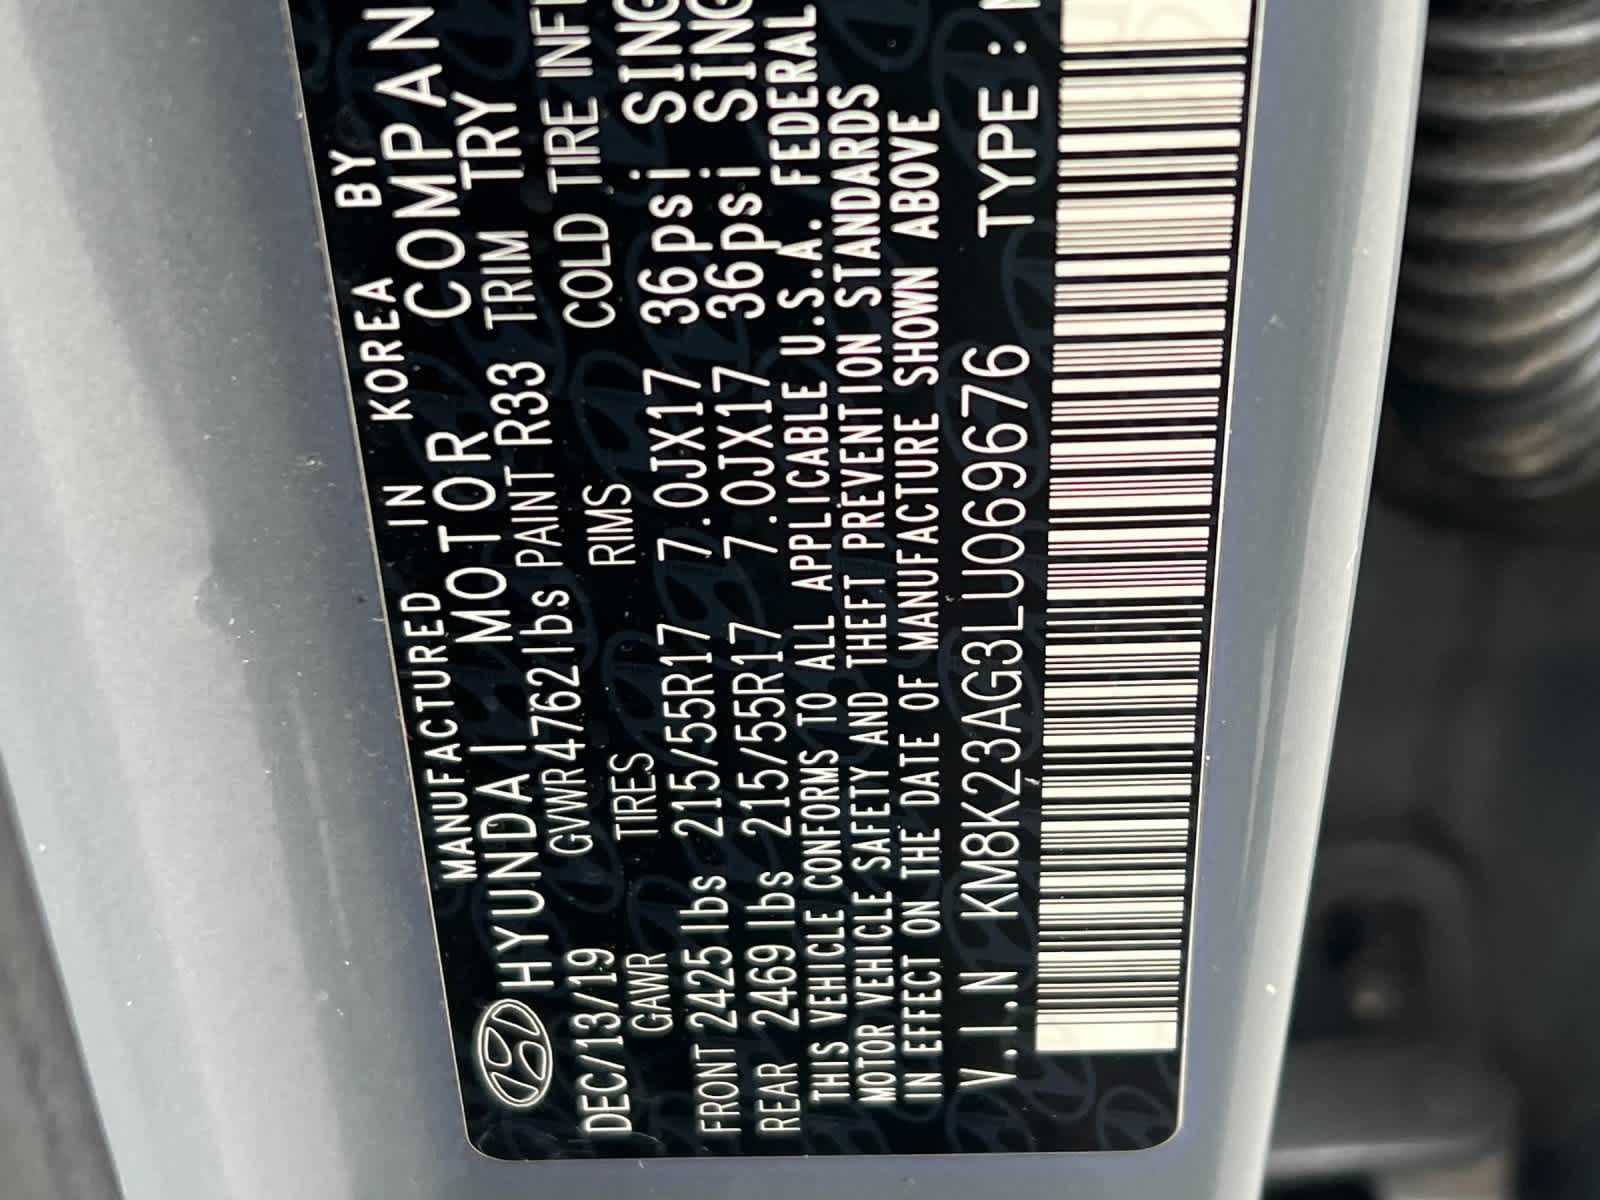 MANUFACTURED IN KOREA BY
HYUNDAI MOTOR COMPAN
DEC/13/19 GVWR4762lbs PAINT R33 TRIM TRY
GAWR TIRES RIMS COLD TIRE INFL
FRONT 2425 lbs 215/55R17 7.0JX17 36psi SING
REAR 2469 lbs 215/55R17 7.0JX17 36psi SING
THIS VEHICLE CONFORMS TO ALL APPLICABLE U.S.A. FEDERAL
MOTOR VEHICLE SAFETY AND THEFT PREVENTION STANDARDS
IN EFFECT ON THE DATE OF MANUFACTURE SHOWN ABOVE
V.I.N KM8K23AG3LU069676 TYPE :